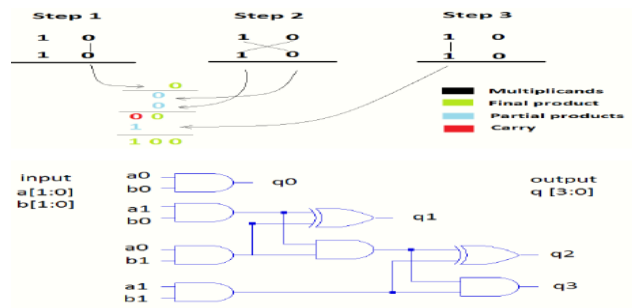 Step 1 Step 2 Step 3
1 0 1 0 1 0
1 0 1 0 1 0
0
0
0
0 0
1
1 0 0
Multiplicands
Final product
Partial products
Carry
input
a[1:0]
b[1:0]
output
q [3:0]
a0
b0
q0
a1
b0
q1
a0
b1
q2
a1
b1
q3